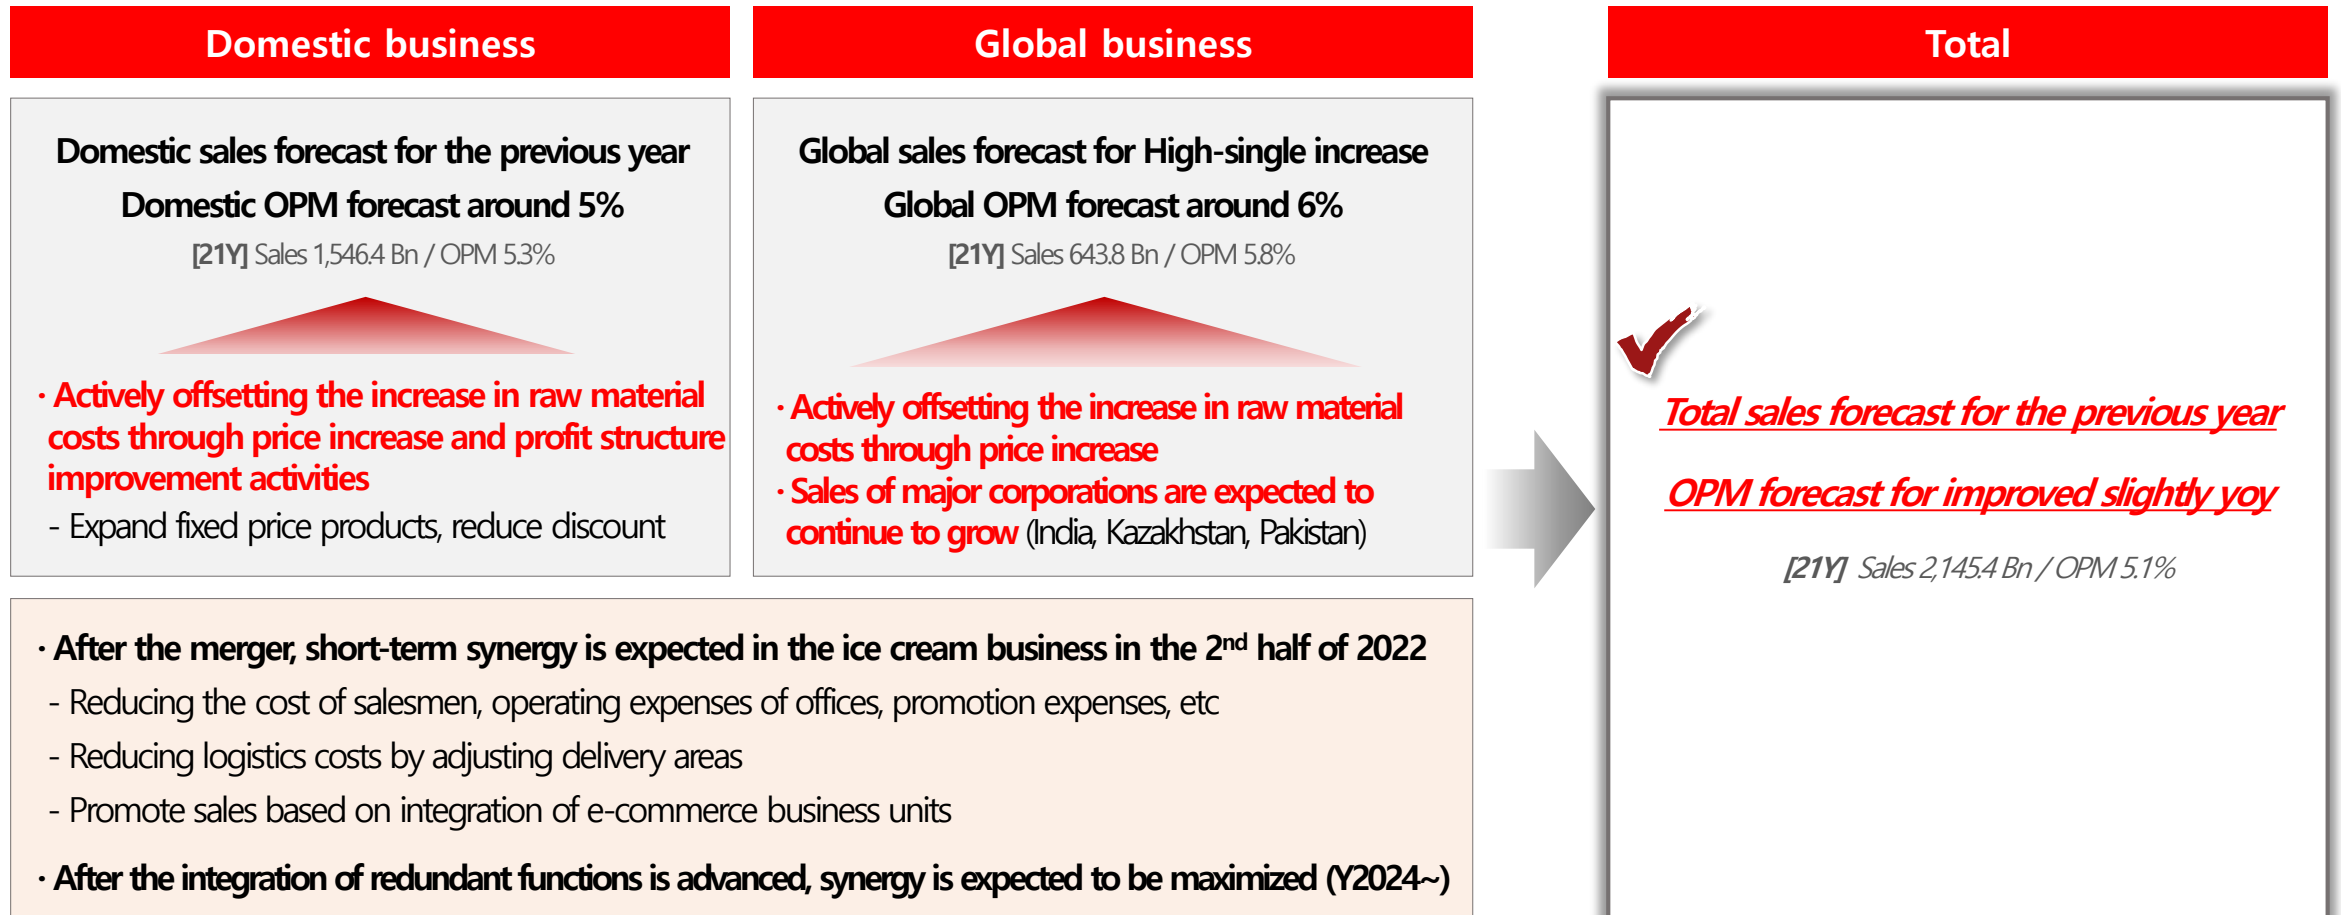 Domestic business
Domestic sales forecast for the previous year
Domestic OPM forecast around 5%
[21Y] Sales 1,546.4 Bn / OPM 5.3%
· Actively offsetting the increase in raw material
costs through price increase and profit structure
improvement activities
- Expand fixed price products, reduce discount
Global business
Global sales forecast for High-single increase
Global OPM forecast around 6%
[21Y] Sales 643.8 Bn / OPM 5.8%
· Actively offsetting the increase in raw material
costs through price increase
· Sales of major corporations are expected to
continue to grow (India, Kazakhstan, Pakistan)
· After the merger, short-term synergy is expected in the ice cream business in the 2nd half of 2022
- Reducing the cost of salesmen, operating expenses of offices, promotion expenses, etc
- Reducing logistics costs by adjusting delivery areas
- Promote sales based on integration of e-commerce business units
· After the integration of redundant functions is advanced, synergy is expected to be maximized (Y2024~)
Total
Total sales forecast for the previous year
OPM forecast for improved slightly yoy
[21Y] Sales 2,145.4 Bn / OPM 5.1%